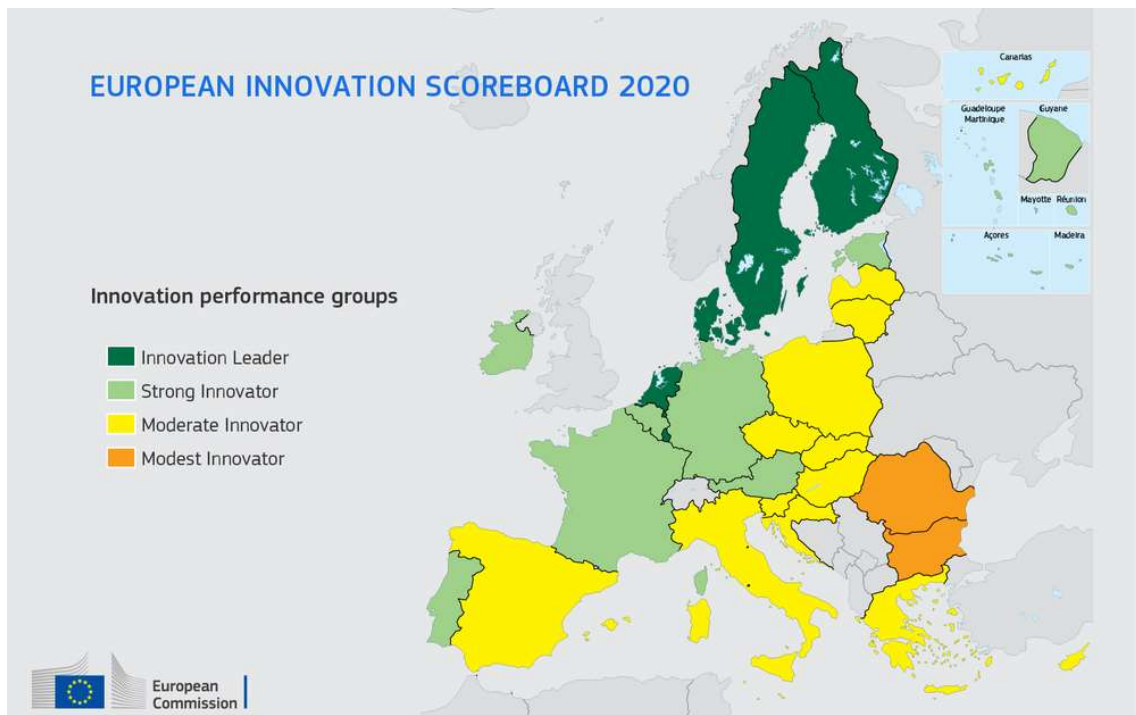 EUROPEAN INNOVATION SCOREBOARD 2020
Canarias
Guadeloupe
Martinique
Guyane
Mayotte
Réunion
Açores
Madeira
Innovation performance groups
Innovation Leader
Strong Innovator
Moderate Innovator
Modest Innovator
European
Commission